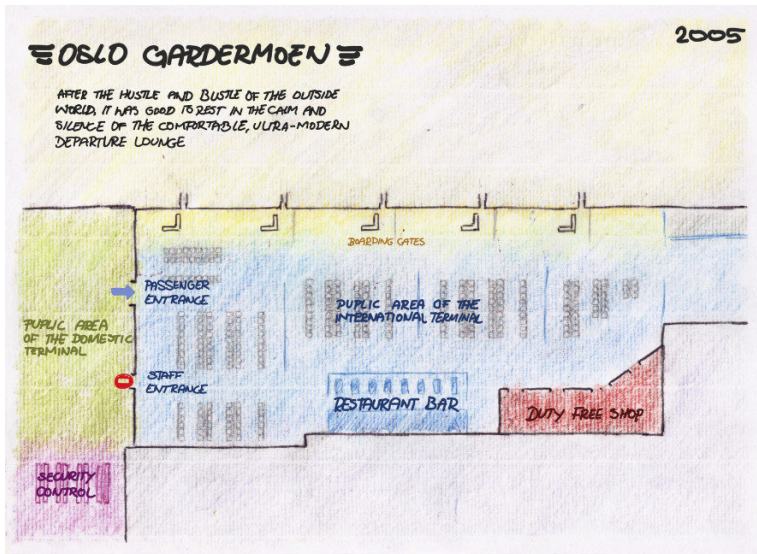 OSLO GARDERMOEN
2005
AFTER THE HUSTLE AND BUSTLE OF THE OUTSIDE
WORLD, IT WAS GOOD TO REST IN THE CALM AND
SILENCE OF THE COMFORTABLE, ULTRA-MODERN
DEPARTURE LOUNGE
BOARDING GATES
PASSENGER
ENTRANCE
PUPLIC AREA OF THE
INTERNATIONAL TERMINAL
PUPLIC AREA
OF THE DOMESTIC
TERMINAL
STAFF
ENTRANCE
RESTAURANT BAR
DUTY FREE SHOP
SECURITY
CONTROL